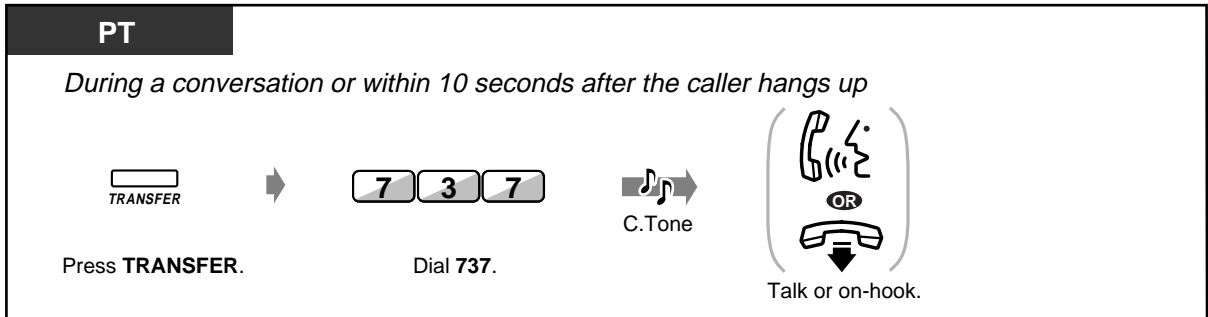 PT
During a conversation or within 10 seconds after the caller hangs up
TRANSFER
7 3 7
OR
C.Tone
Press TRANSFER.
Dial 737.
Talk or on-hook.